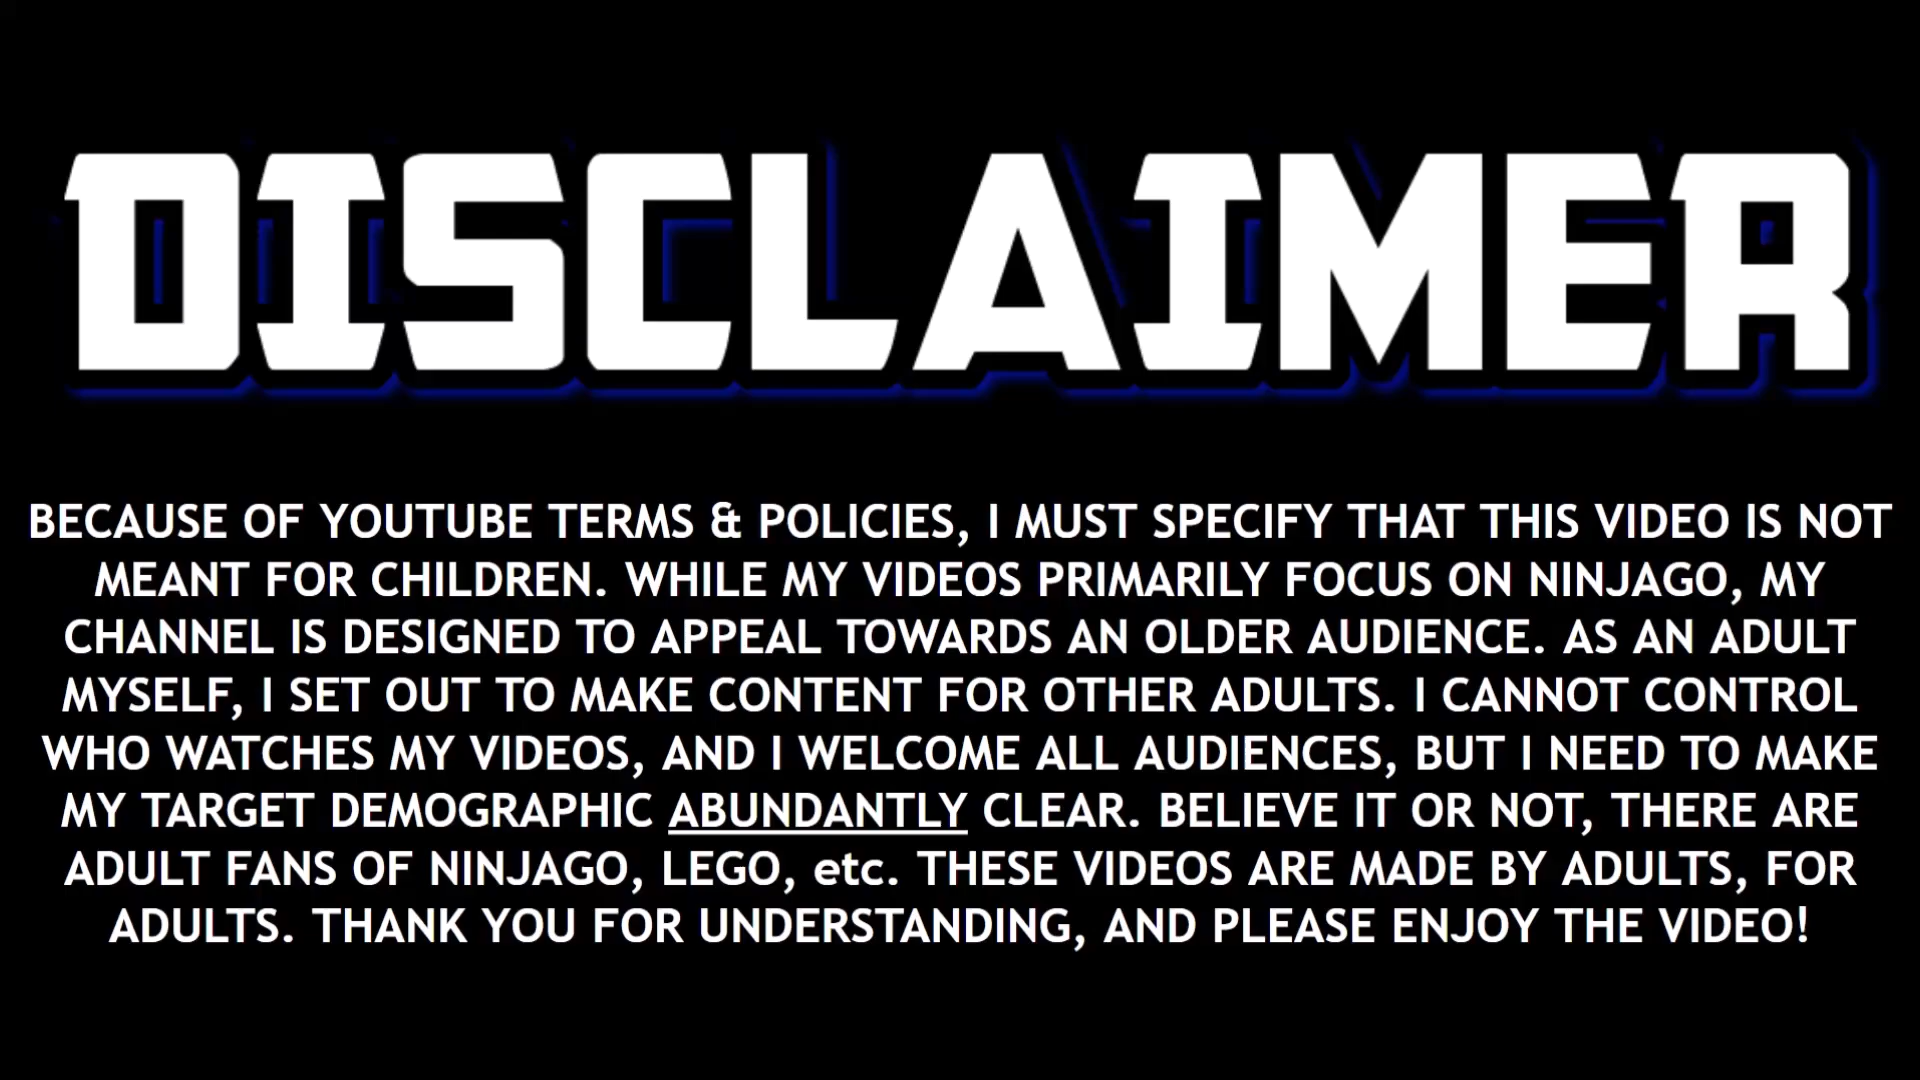 DISCLAIMER
BECAUSE OF YOUTUBE TERMS & POLICIES, I MUST SPECIFY THAT THIS VIDEO IS NOT
MEANT FOR CHILDREN. WHILE MY VIDEOS PRIMARILY FOCUS ON NINJAGO, MY
CHANNEL IS DESIGNED TO APPEAL TOWARDS AN OLDER AUDIENCE. AS AN ADULT
MYSELF, I SET OUT TO MAKE CONTENT FOR OTHER ADULTS. I CANNOT CONTROL
WHO WATCHES MY VIDEOS, AND I WELCOME ALL AUDIENCES, BUT I NEED TO MAKE
MY TARGET DEMOGRAPHIC ABUNDANTLY CLEAR. BELIEVE IT OR NOT, THERE ARE
ADULT FANS OF NINJAGO, LEGO, etc. THESE VIDEOS ARE MADE BY ADULTS, FOR
ADULTS. THANK YOU FOR UNDERSTANDING, AND PLEASE ENJOY THE VIDEO!